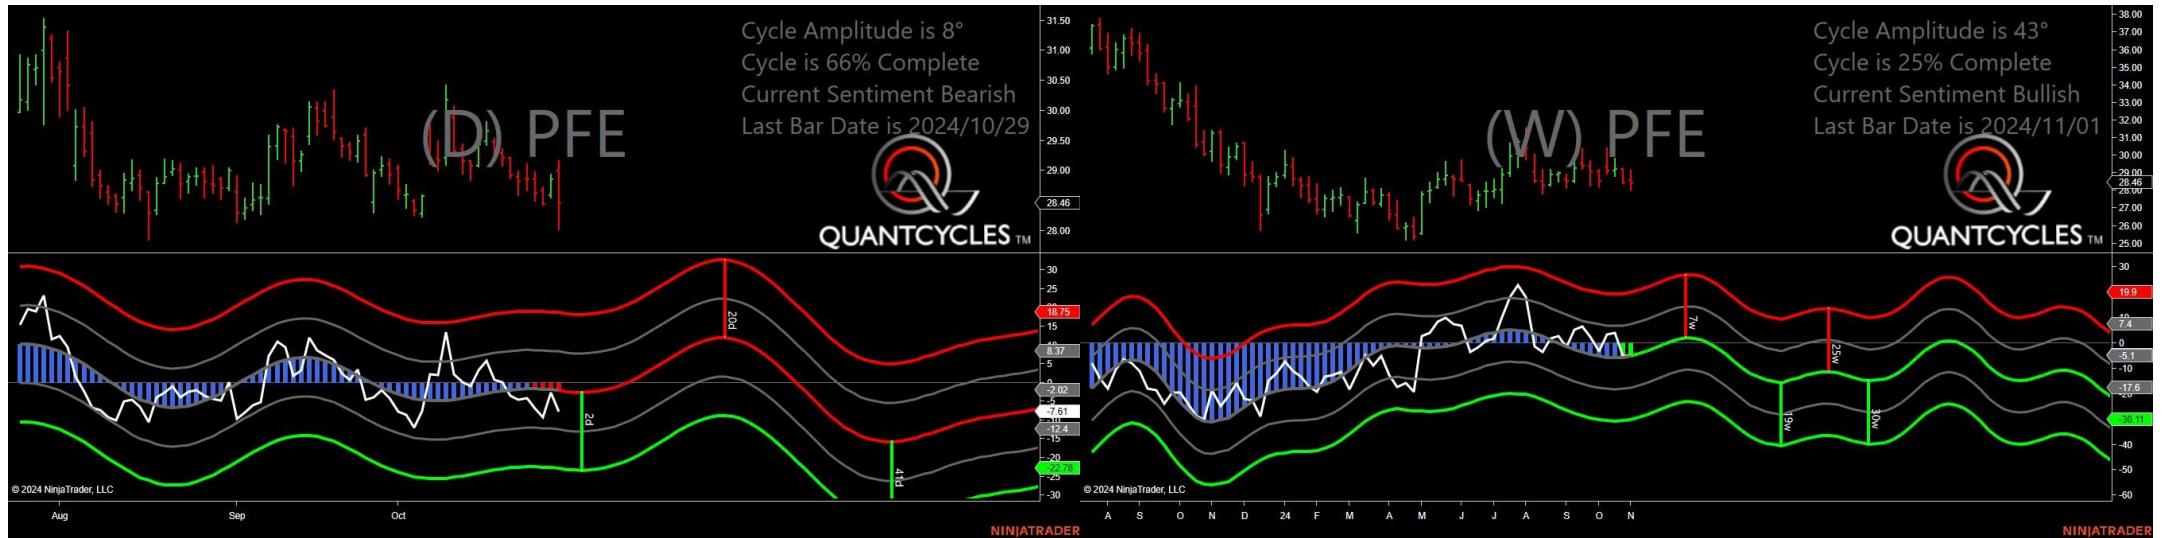 Cycle Amplitude is 8°
Cycle is 66% Complete
Current Sentiment Bearish
Last Bar Date is 2024/10/29
(D) PFE
QUANTCYCLES TM
31.50
31.00
30.50
30.00
29.50
29.00
28.46
28.00
30
25
20d
18.75
15
8.37
5
-2.02
-5
-7.61
2d
-12.4
-15
-20
-22.78
-25
41d
-30
© 2024 NinjaTrader, LLC
Aug
Sep
Oct
NINJATRADER
Cycle Amplitude is 43°
Cycle is 25% Complete
Current Sentiment Bullish
Last Bar Date is 2024/11/01
(W) PFE
QUANTCYCLES TM
38.00
37.00
36.00
35.00
34.00
33.00
32.00
31.00
30.00
29.00
28.46
28.00
27.00
26.00
25.00
30
19.9
7w
7.4
0
25w
-5.1
-10
-17.6
-20
19w
30w
-30.11
-40
-50
-60
© 2024 NinjaTrader, LLC
A S O N D 24 F M A M J J A S O N
NINJATRADER